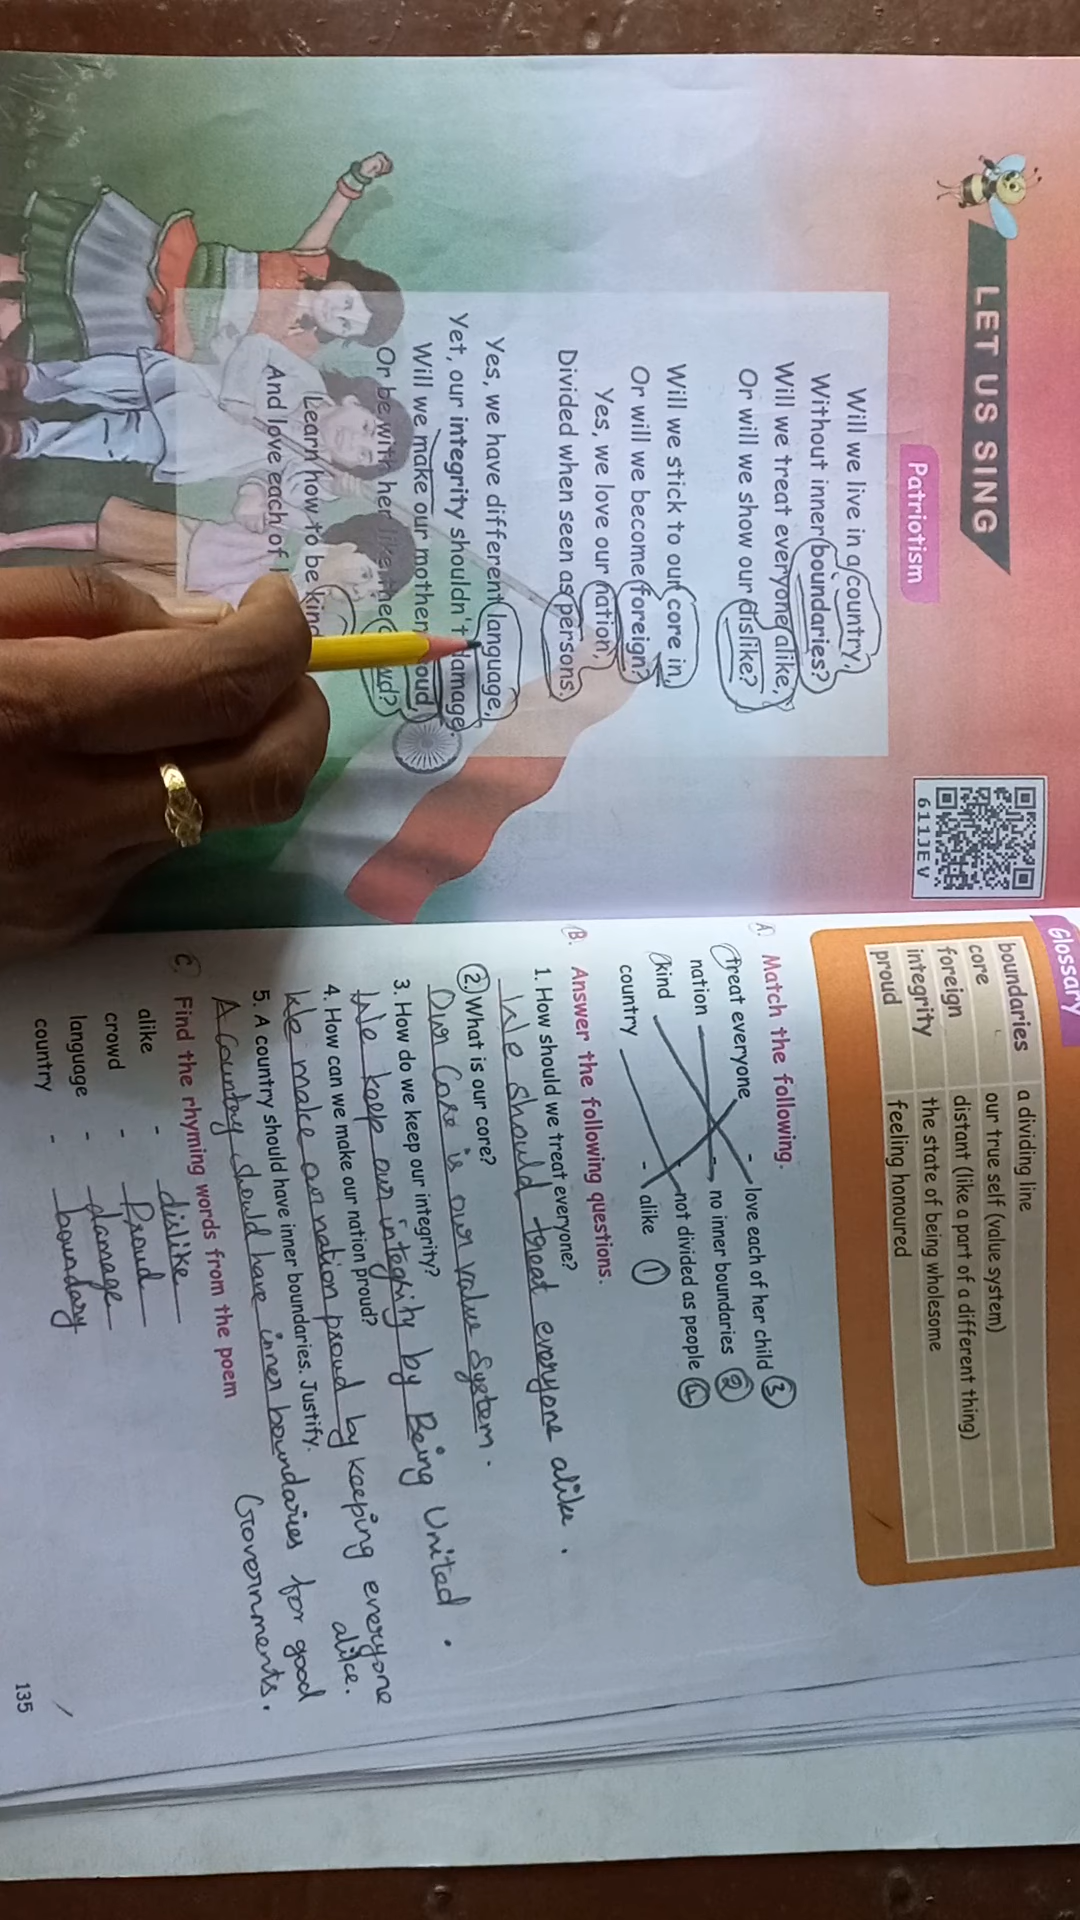 LET US SING
Patriotism
611JEV
Will we live in a country,
Without inner boundaries?
Will we treat everyone alike,
Or will we show our dislike?
Will we stick to our core in,
Or will we become foreign?
Yes, we love our nation,
Divided when seen as persons.
Yes, we have different language,
Yet, our integrity shouldn't damage.
Will we make our mother oud,
Or be with her like the
Learn how to be kind
And love each of
Glossary
boundaries a dividing line
core our true self (value system)
foreign distant (like a part of a different thing)
integrity the state of being wholesome
proud feeling honoured
A. Match the following.
treat everyone - love each of her child 3
nation - no inner boundaries 2
kind - not divided as people 4
country - alike 1
B. Answer the following questions.
1. How should we treat everyone?
We should treat everyone alike.
2. What is our core?
Our Core is our value System.
3. How do we keep our integrity?
We keep our integrity by Being United.
4. How can we make our nation proud?
We make our nation proud by keeping everyone
alike.
5. A country should have inner boundaries. Justify.
A Country should have inner boundaries for good
Governments.
C. Find the rhyming words from the poem
alike - dislike
crowd - Proud
language - damage
country - boundary
135